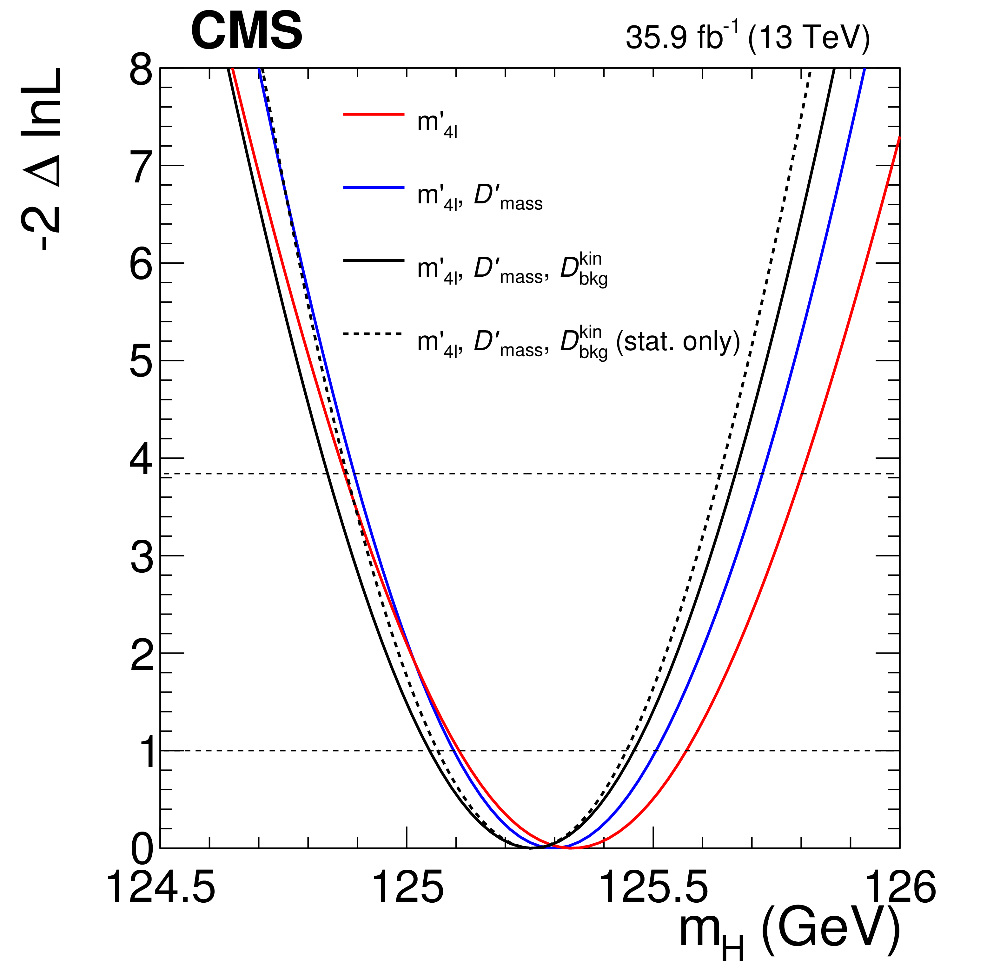 CMS
35.9 fb⁻¹ (13 TeV)
-2 Δ lnL
8
7
6
5
4
3
2
1
0
m'₄ₗ
m'₄ₗ, D'mass
m'₄ₗ, D'mass, Dᵏⁱⁿbkg
m'₄ₗ, D'mass, Dᵏⁱⁿbkg (stat. only)
124.5 125 125.5 126
mH (GeV)